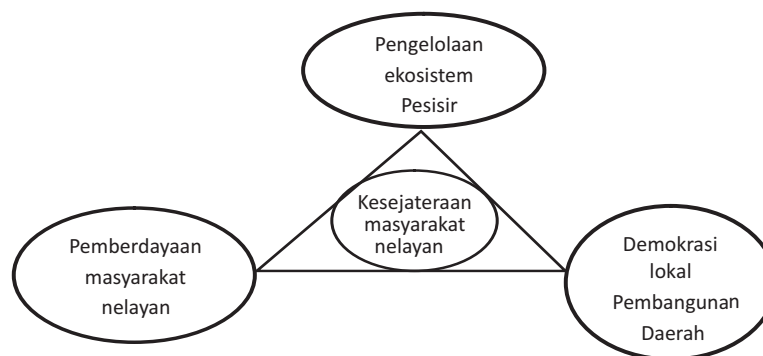 Pengelolaan
ekosistem
Pesisir
Kesejateraan
masyarakat
nelayan
Pemberdayaan
masyarakat
nelayan
Demokrasi
lokal
Pembangunan
Daerah